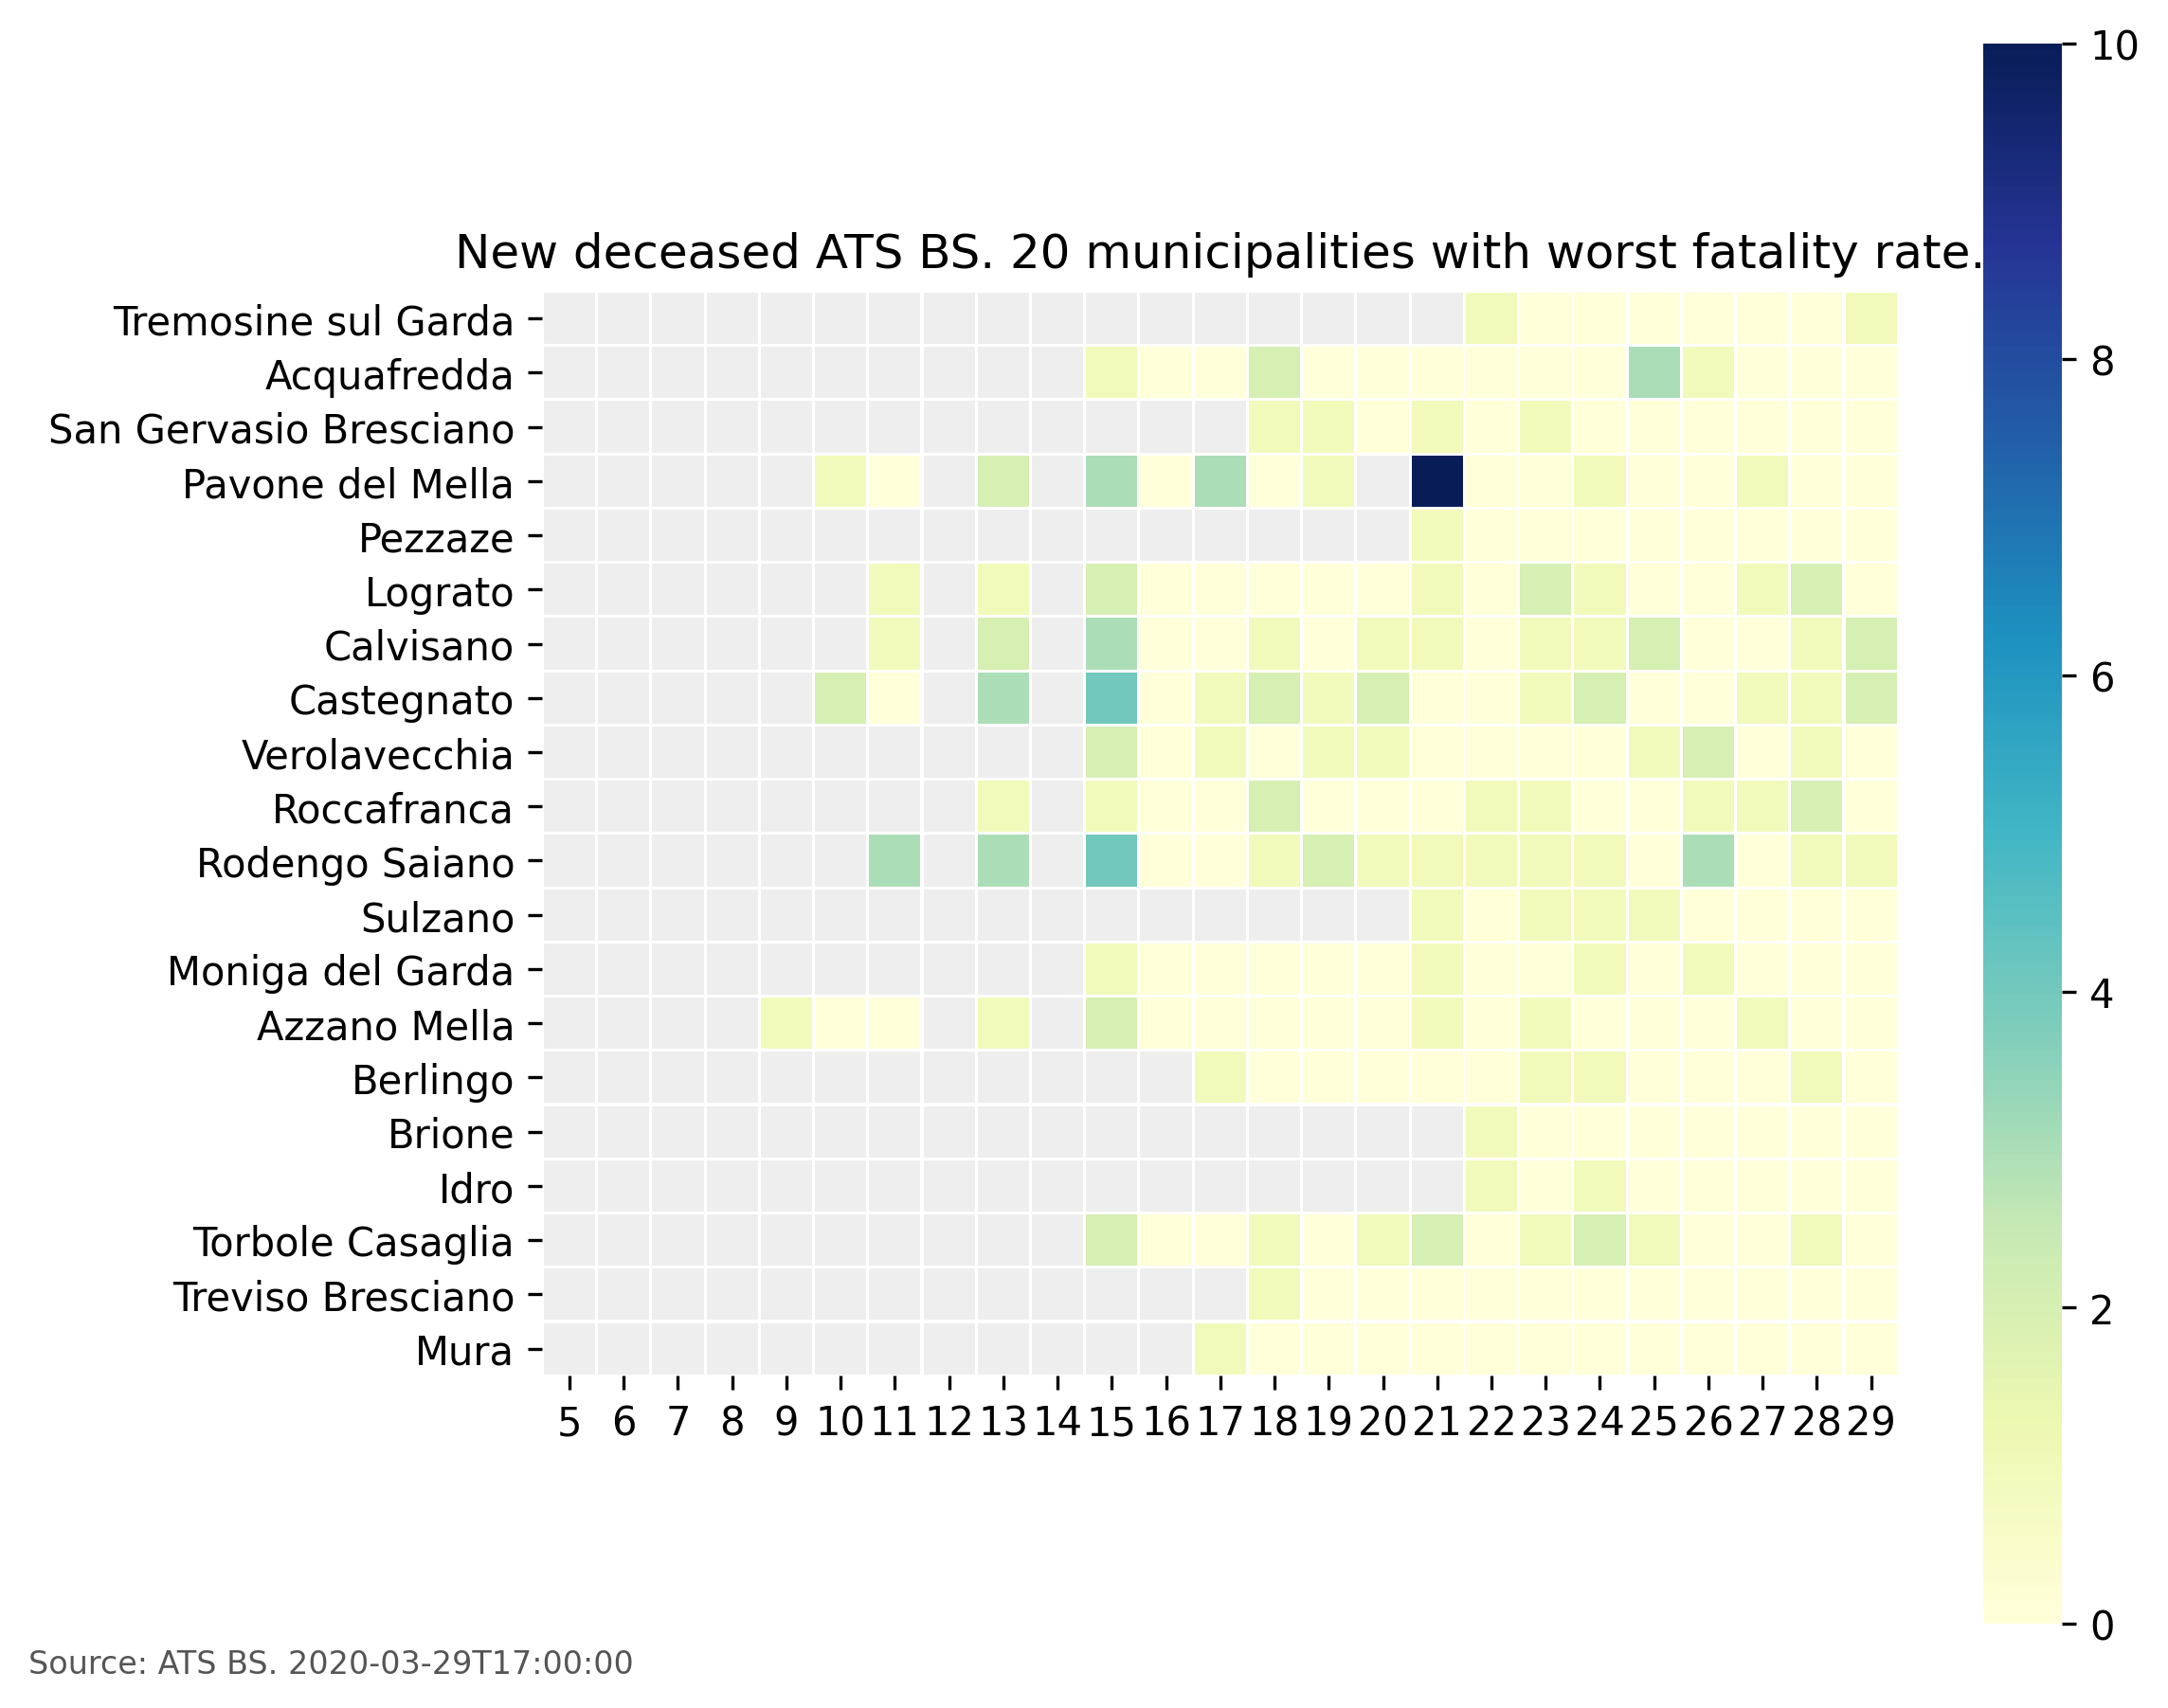 New deceased ATS BS. 20 municipalities with worst fatality rate.
Tremosine sul Garda
Acquafredda
San Gervasio Bresciano
Pavone del Mella
Pezzaze
Lograto
Calvisano
Castegnato
Verolavecchia
Roccafranca
Rodengo Saiano
Sulzano
Moniga del Garda
Azzano Mella
Berlingo
Brione
Idro
Torbole Casaglia
Treviso Bresciano
Mura
5 6 7 8 9 10 11 12 13 14 15 16 17 18 19 20 21 22 23 24 25 26 27 28 29
10
8
6
4
2
0
Source: ATS BS. 2020-03-29T17:00:00